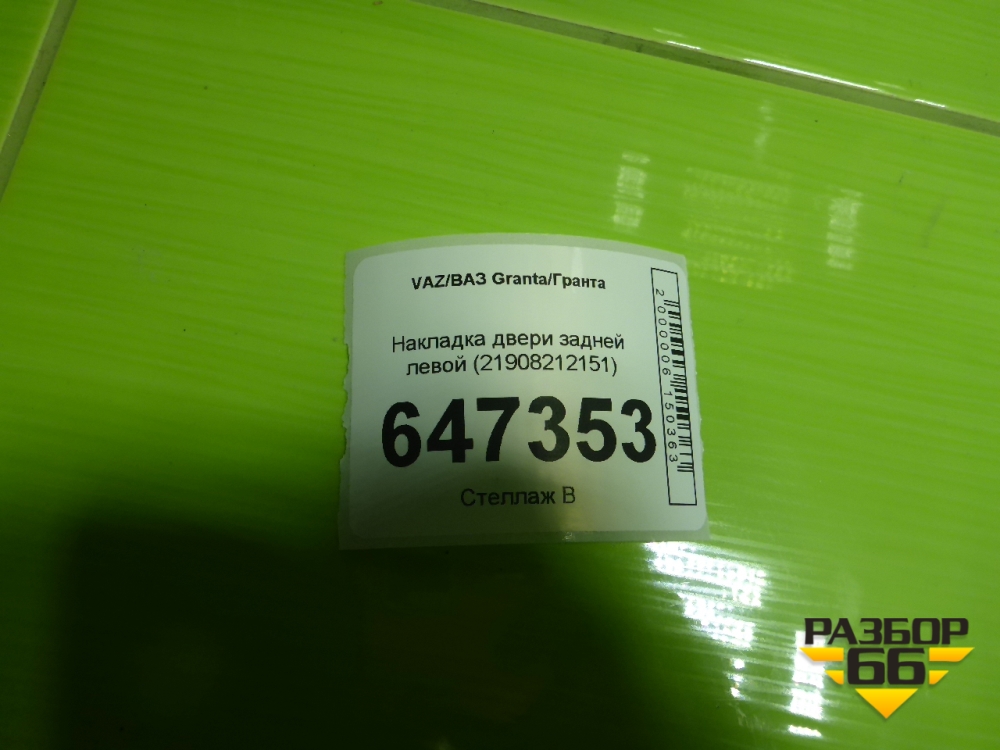 VAZ/ВАЗ Granta/Гранта
Накладка двери задней
левой (21908212151)
647353
Стеллаж В
2000006150363
РАЗБОР
66